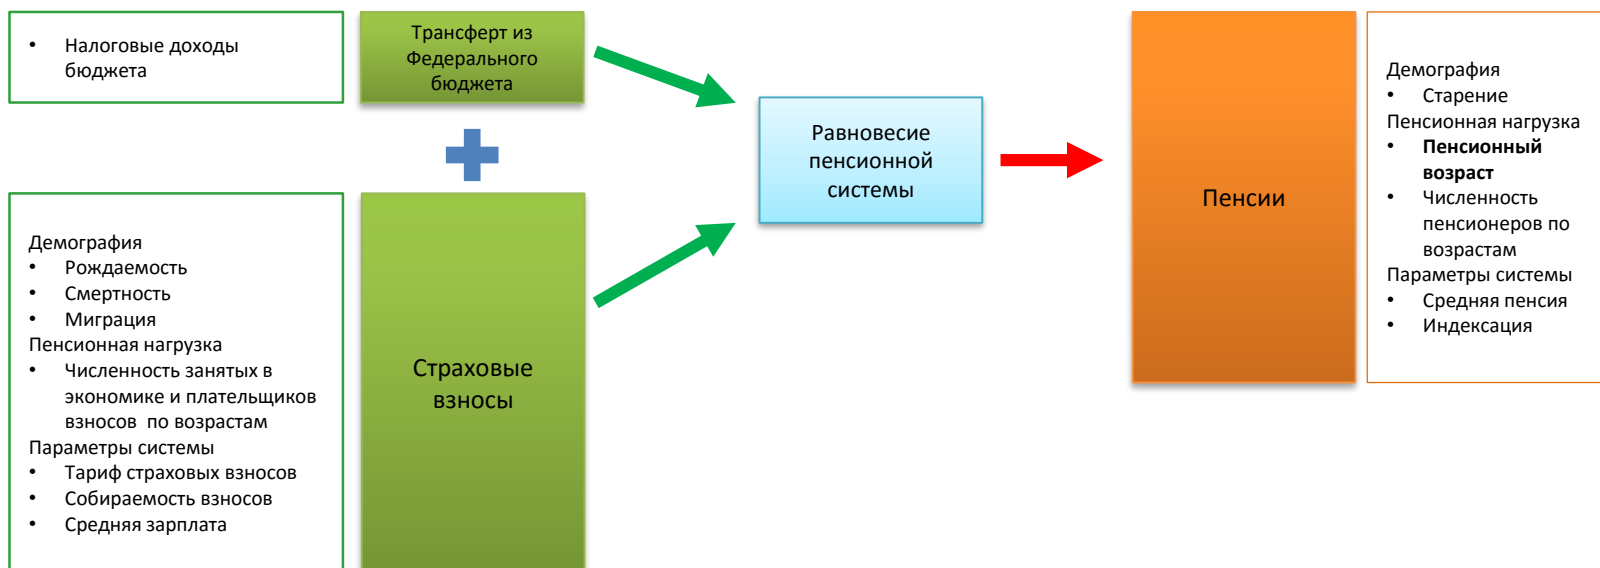 Налоговые доходы
бюджета
Трансферт из
Федерального
бюджета
Демография
Рождаемость
Смертность
Миграция
Пенсионная нагрузка
Численность занятых в
экономике и плательщиков
взносов по возрастам
Параметры системы
Тариф страховых взносов
Собираемость взносов
Средняя зарплата
Страховые
взносы
Равновесие
пенсионной
системы
Пенсии
Демография
Старение
Пенсионная нагрузка
Пенсионный
возраст
Численность
пенсионеров по
возрастам
Параметры системы
Средняя пенсия
Индексация